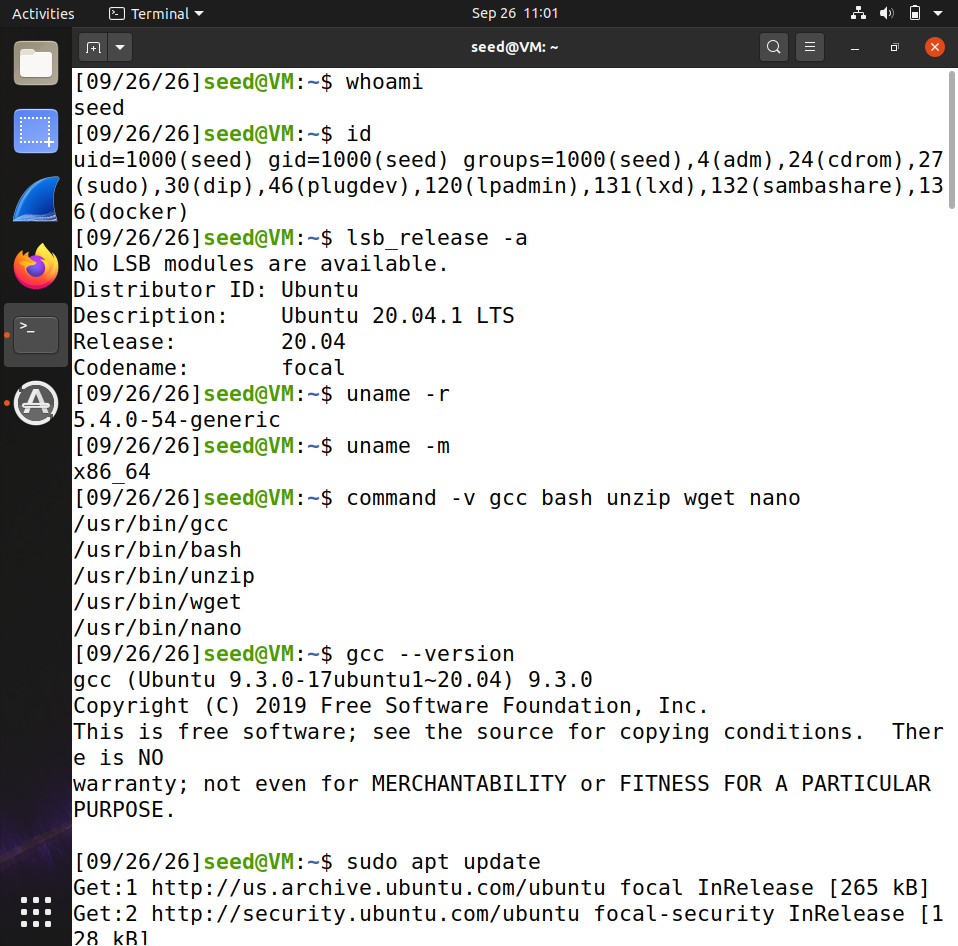 Activities
Terminal
Sep 26 11:01
seed@VM: ~
[09/26/26]seed@VM:~$ whoami
seed
[09/26/26]seed@VM:~$ id
uid=1000(seed) gid=1000(seed) groups=1000(seed),4(adm),24(cdrom),27
(sudo),30(dip),46(plugdev),120(lpadmin),131(lxd),132(sambashare),13
6(docker)
[09/26/26]seed@VM:~$ lsb_release -a
No LSB modules are available.
Distributor ID: Ubuntu
Description:    Ubuntu 20.04.1 LTS
Release:        20.04
Codename:       focal
[09/26/26]seed@VM:~$ uname -r
5.4.0-54-generic
[09/26/26]seed@VM:~$ uname -m
x86_64
[09/26/26]seed@VM:~$ command -v gcc bash unzip wget nano
/usr/bin/gcc
/usr/bin/bash
/usr/bin/unzip
/usr/bin/wget
/usr/bin/nano
[09/26/26]seed@VM:~$ gcc --version
gcc (Ubuntu 9.3.0-17ubuntu1~20.04) 9.3.0
Copyright (C) 2019 Free Software Foundation, Inc.
This is free software; see the source for copying conditions.  Ther
e is NO
warranty; not even for MERCHANTABILITY or FITNESS FOR A PARTICULAR
PURPOSE.
[09/26/26]seed@VM:~$ sudo apt update
Get:1 http://us.archive.ubuntu.com/ubuntu focal InRelease [265 kB]
Get:2 http://security.ubuntu.com/ubuntu focal-security InRelease [1
28 kB]